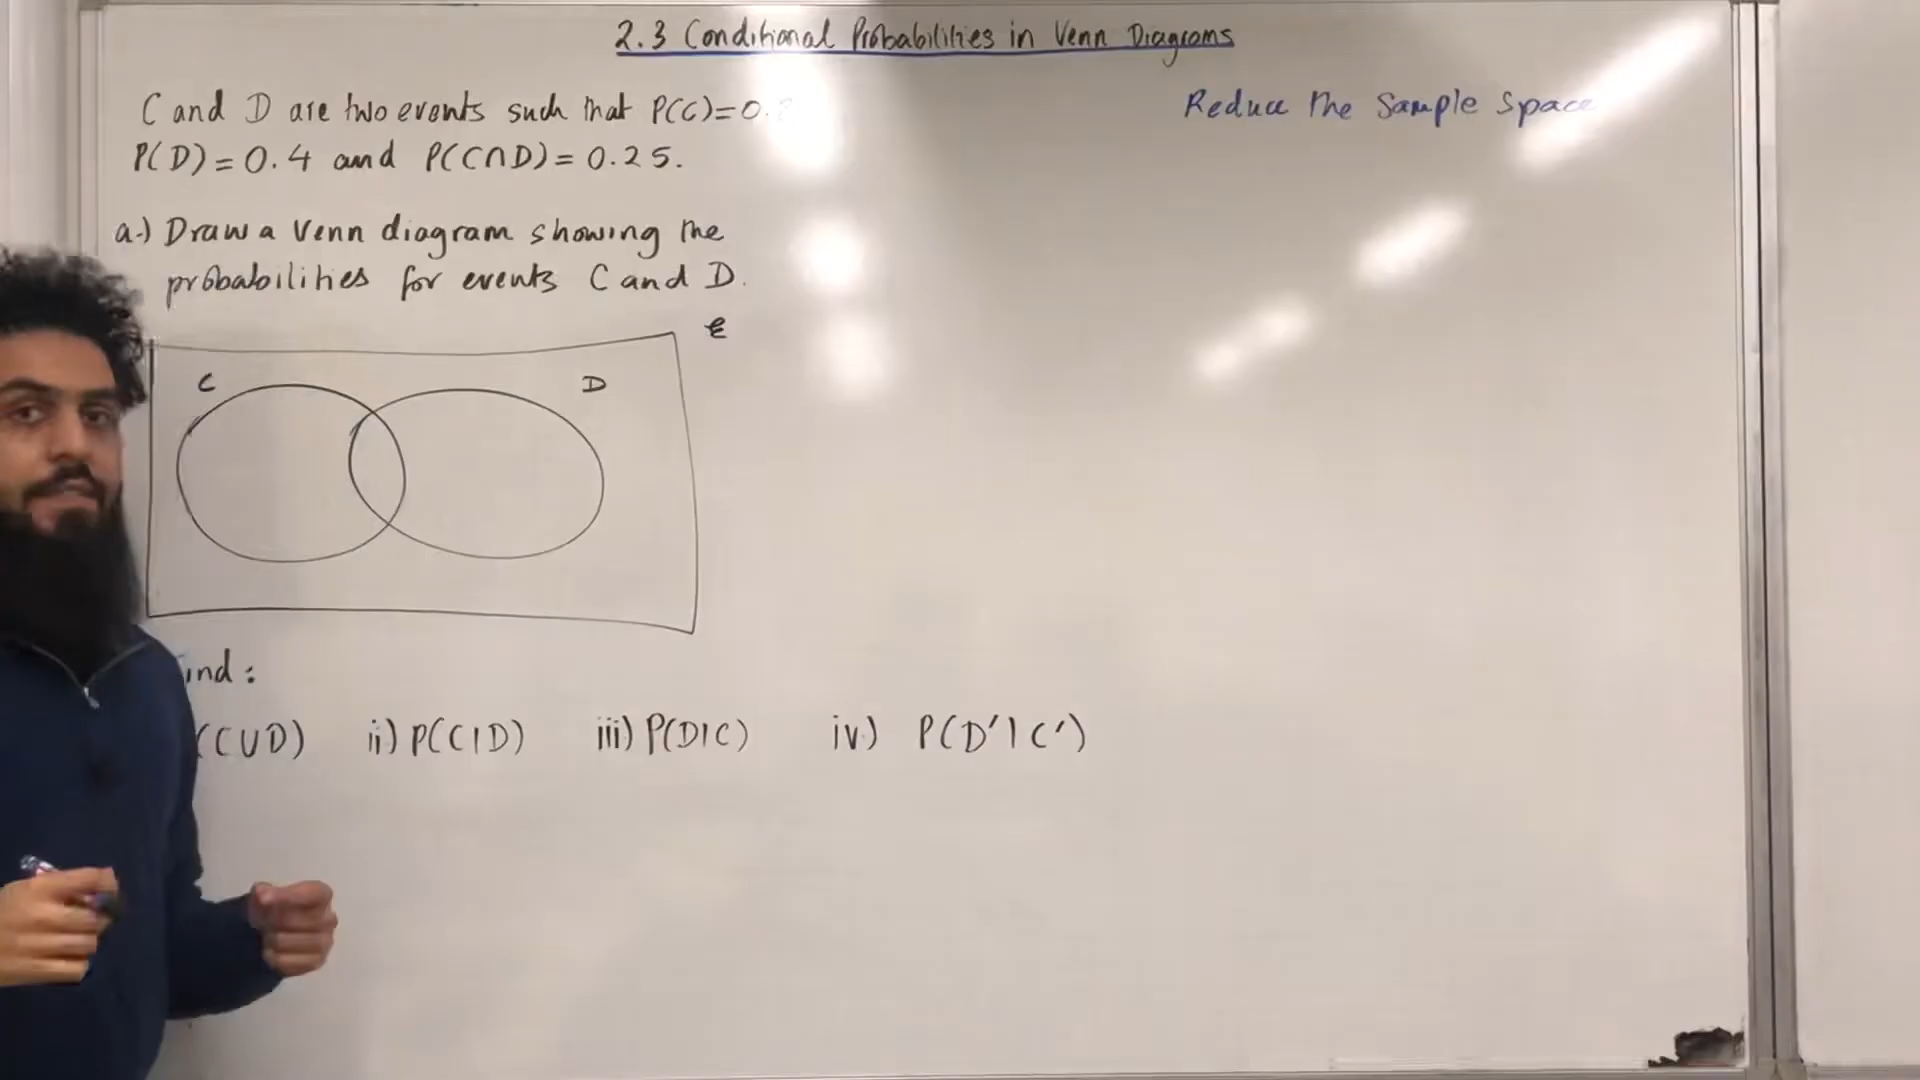 2.3 Conditional Probabilities in Venn Diagrams
C and D are two events such that P(C)=0.
P(D)=0.4 and P(C∩D)=0.25.
Reduce the Sample Space
a.) Draw a Venn diagram showing the
probabilities for events C and D.
ℰ
C D
ind:
(C∪D) ii) P(C|D) iii) P(D|C) iv.) P(D'|C')